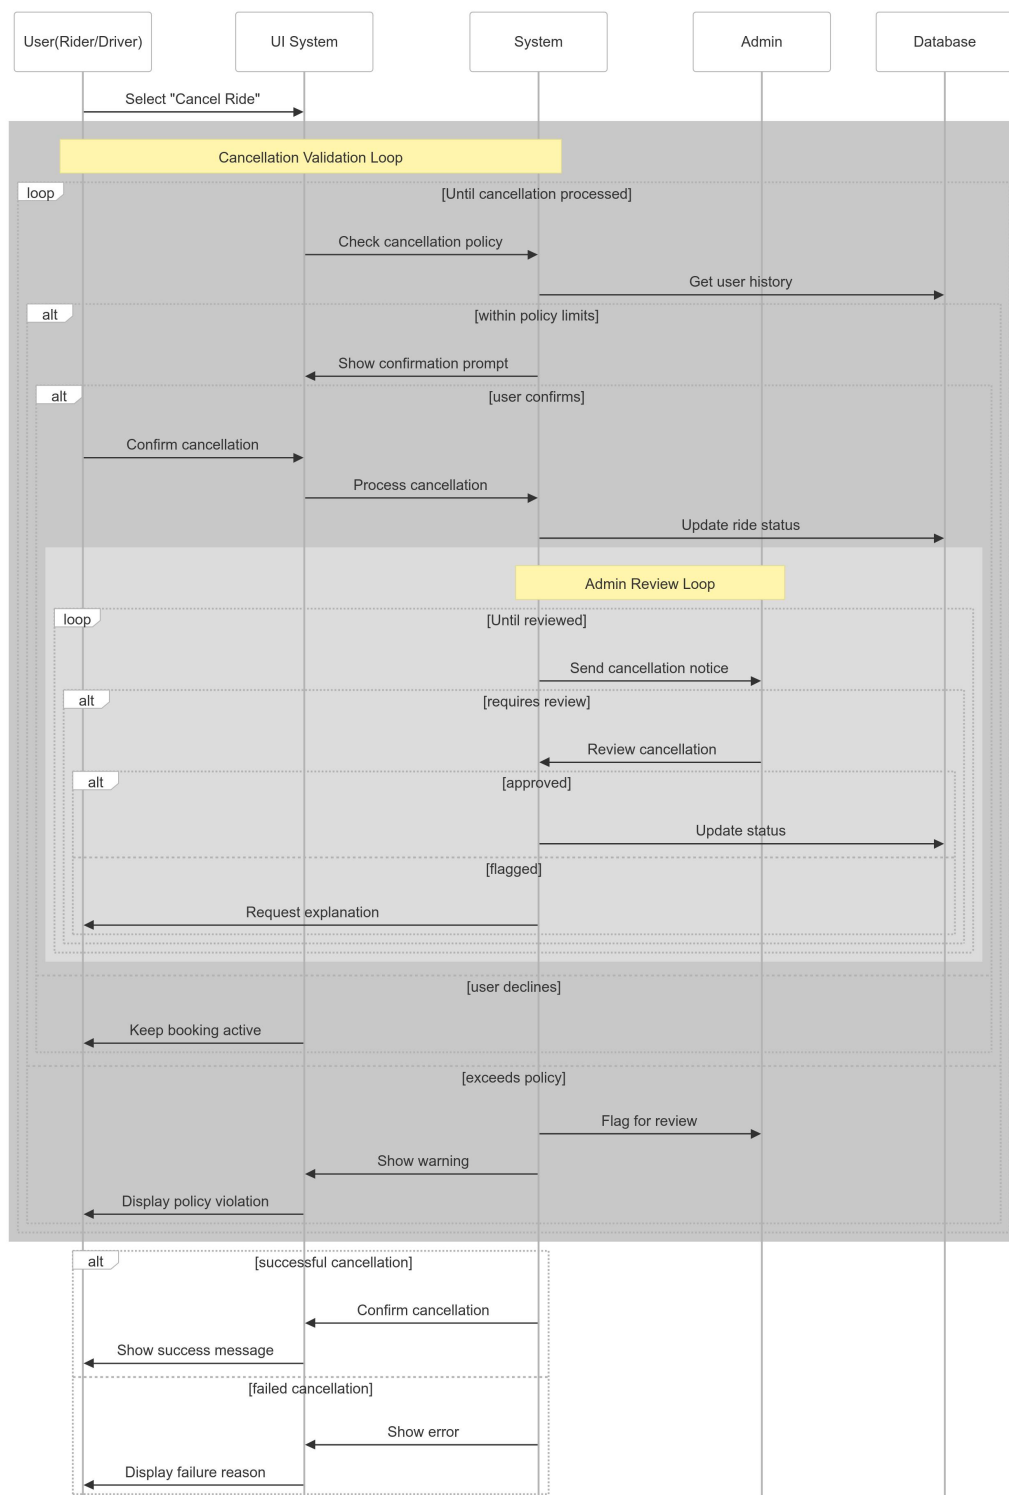 User(Rider/Driver)
UI System
System
Admin
Database
Select "Cancel Ride"
Cancellation Validation Loop
loop
[Until cancellation processed]
Check cancellation policy
Get user history
alt
[within policy limits]
Show confirmation prompt
alt
[user confirms]
Confirm cancellation
Process cancellation
Update ride status
Admin Review Loop
loop
[Until reviewed]
Send cancellation notice
alt
[requires review]
Review cancellation
alt
[approved]
Update status
[flagged]
Request explanation
[user declines]
Keep booking active
[exceeds policy]
Flag for review
Show warning
Display policy violation
alt
[successful cancellation]
Confirm cancellation
Show success message
[failed cancellation]
Show error
Display failure reason